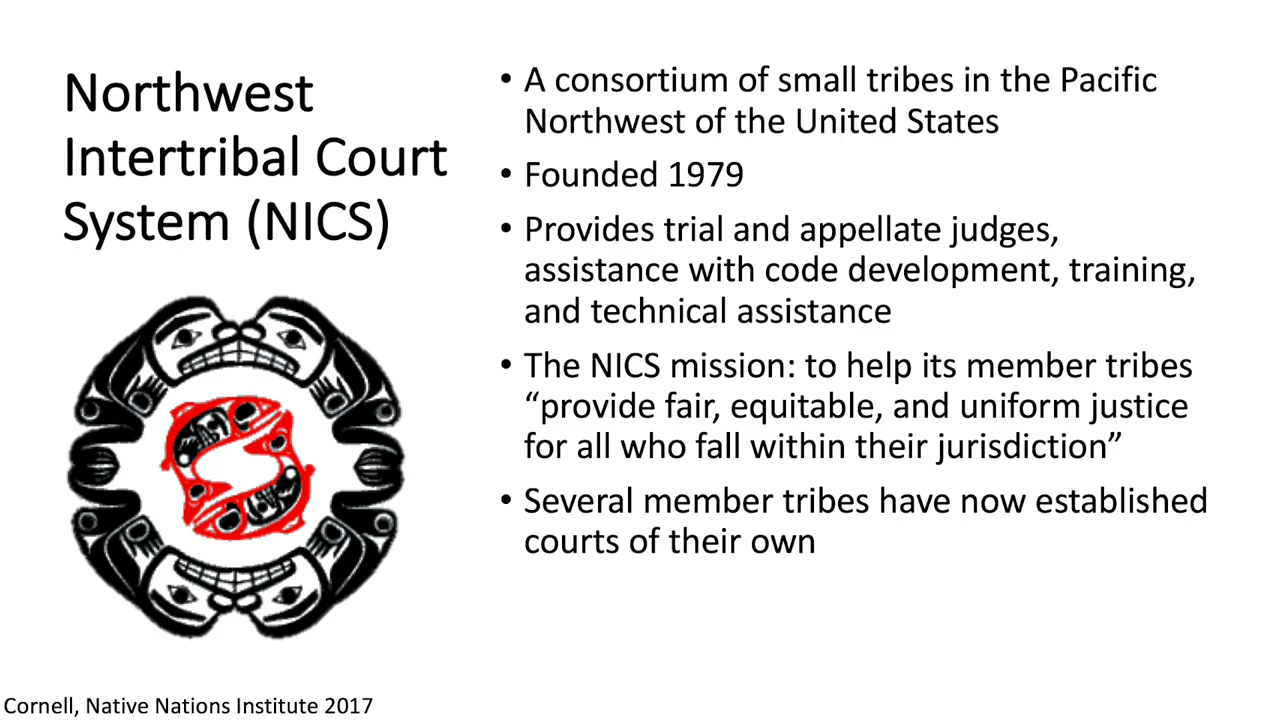 Northwest
Intertribal Court
System (NICS)
• A consortium of small tribes in the Pacific
Northwest of the United States
• Founded 1979
• Provides trial and appellate judges,
assistance with code development, training,
and technical assistance
• The NICS mission: to help its member tribes
“provide fair, equitable, and uniform justice
for all who fall within their jurisdiction”
• Several member tribes have now established
courts of their own
Cornell, Native Nations Institute 2017